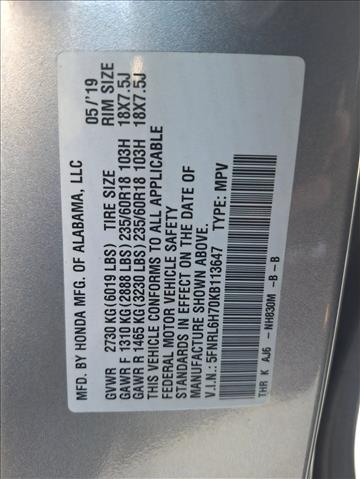 MFD. BY HONDA MFG. OF ALABAMA, LLC 05/'19
TIRE SIZE RIM SIZE
GVWR 2730 KG (6019 LBS)
GAWR F 1310 KG (2888 LBS) 235/60R18 103H 18X7.5J
GAWR R 1465 KG (3230 LBS) 235/60R18 103H 18X7.5J
THIS VEHICLE CONFORMS TO ALL APPLICABLE
FEDERAL MOTOR VEHICLE SAFETY
STANDARDS IN EFFECT ON THE DATE OF
MANUFACTURE SHOWN ABOVE.
V.I.N.: 5FNRL6H70KB113647 TYPE: MPV
THR K AJ6 - NH830M -B-B